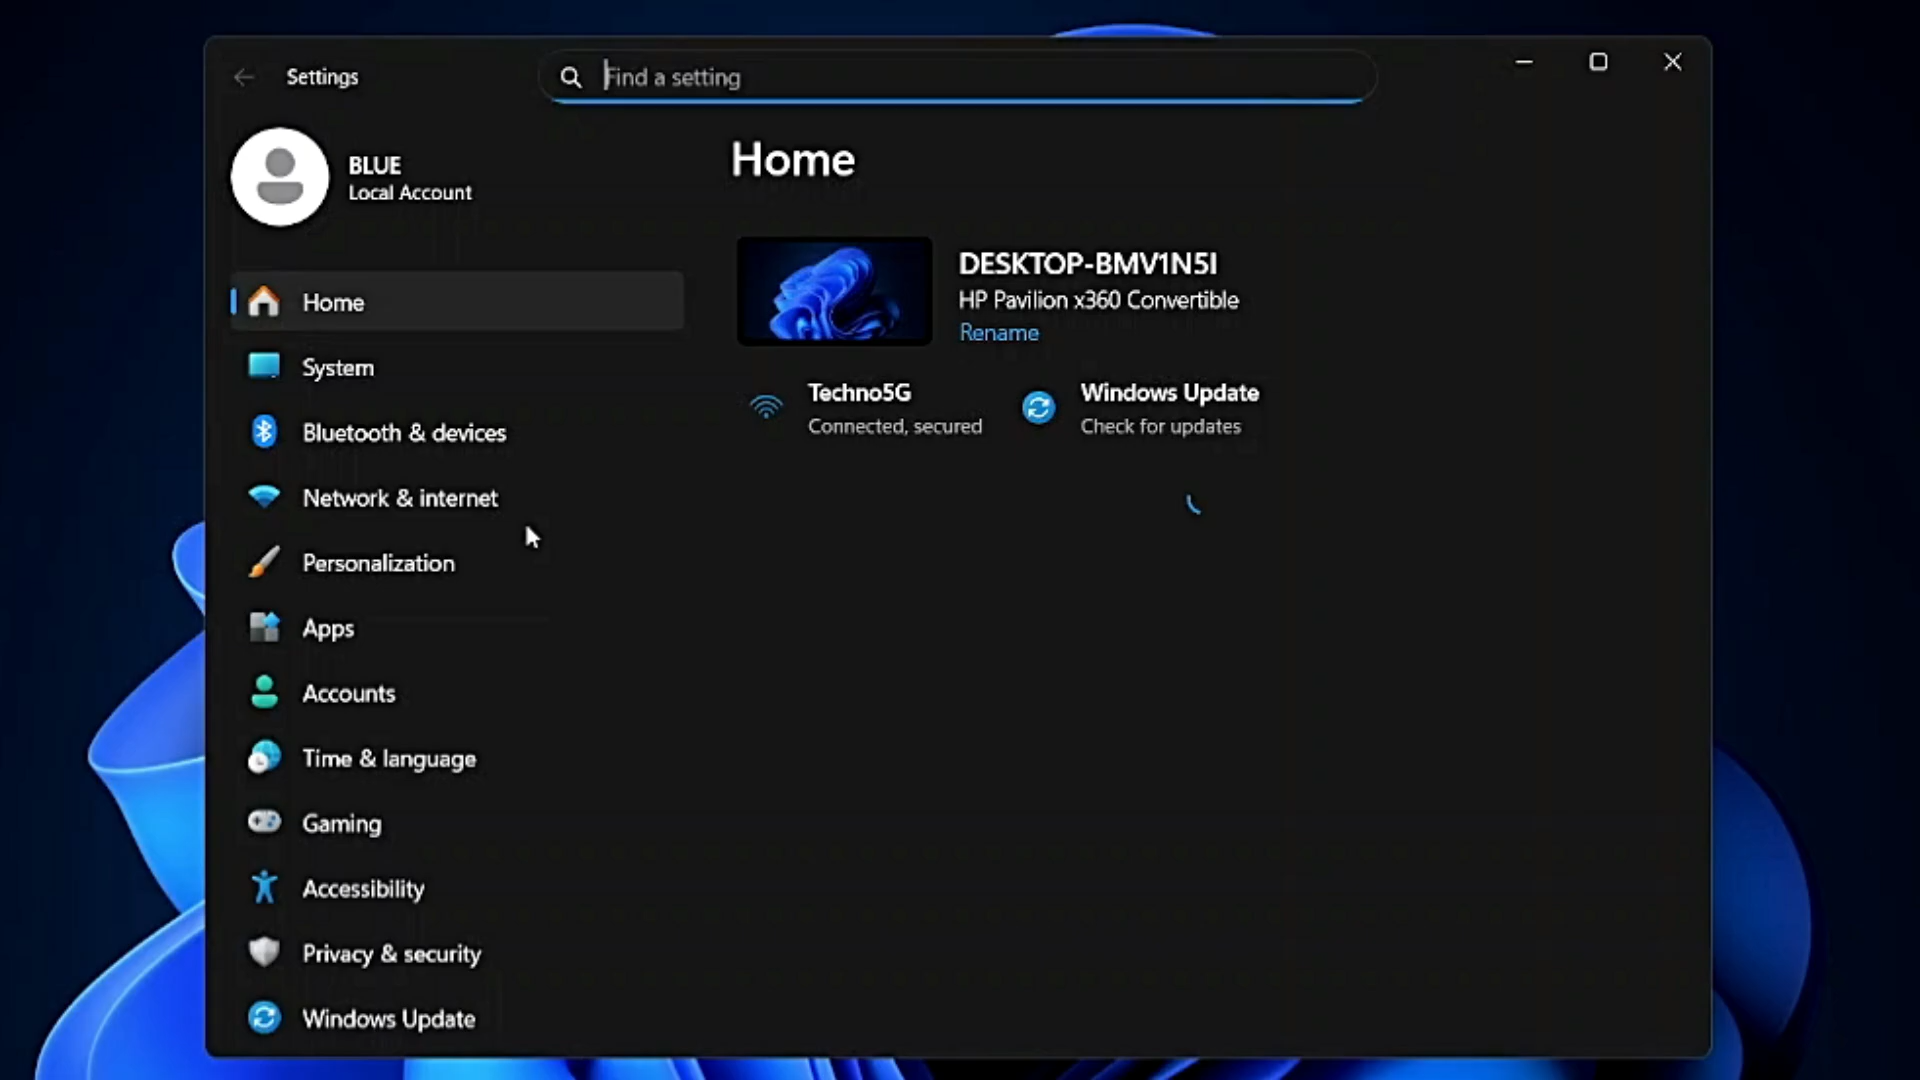 Settings
Find a setting
BLUE
Local Account
Home
System
Bluetooth & devices
Network & internet
Personalization
Apps
Accounts
Time & language
Gaming
Accessibility
Privacy & security
Windows Update
Home
DESKTOP-BMV1N5I
HP Pavilion x360 Convertible
Rename
Techno5G
Connected, secured
Windows Update
Check for updates